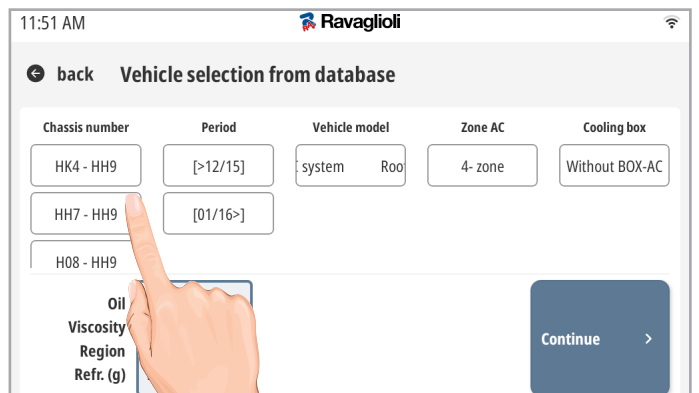 11:51 AM
Ravaglioli
back Vehicle selection from database
Chassis number Period Vehicle model Zone AC Cooling box
HK4 - HH9 [>12/15] system Roo 4- zone Without BOX-AC
HH7 - HH9 [01/16>]
H08 - HH9
Oil
Viscosity
Continue
Region
Refr. (g)